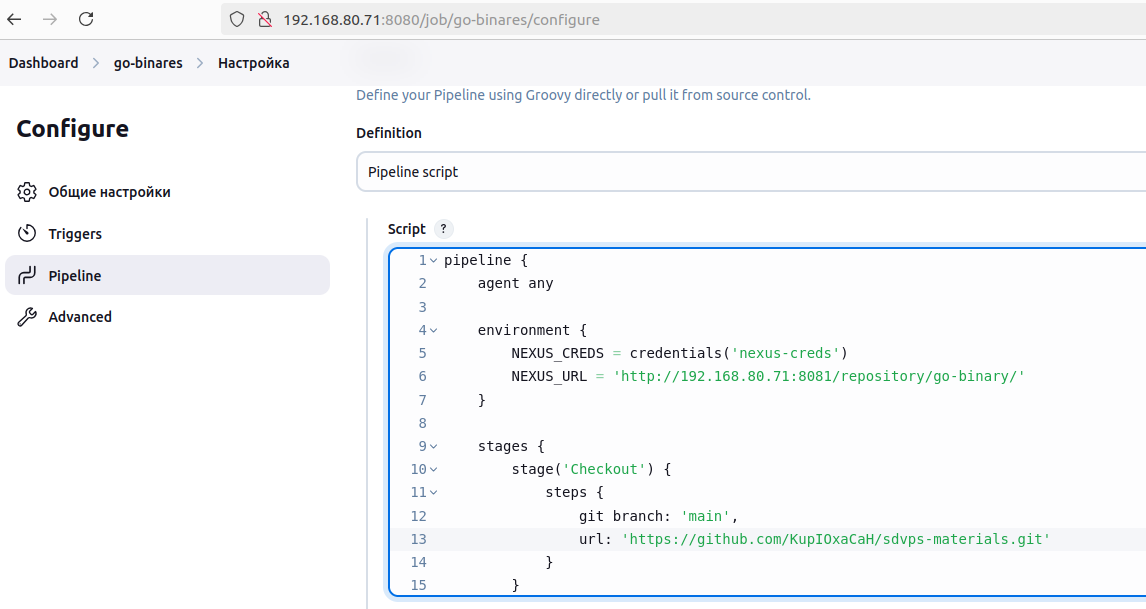 192.168.80.71:8080/job/go-binares/configure
Dashboard > go-binares > Настройка
Configure
Общие настройки
Triggers
Pipeline
Advanced
Define your Pipeline using Groovy directly or pull it from source control.
Definition
Pipeline script
Script ?
1 pipeline {
2     agent any
3
4     environment {
5         NEXUS_CREDS = credentials('nexus-creds')
6         NEXUS_URL = 'http://192.168.80.71:8081/repository/go-binary/'
7     }
8
9     stages {
10         stage('Checkout') {
11             steps {
12                 git branch: 'main',
13                 url: 'https://github.com/KupIOxaCaH/sdvps-materials.git'
14             }
15         }